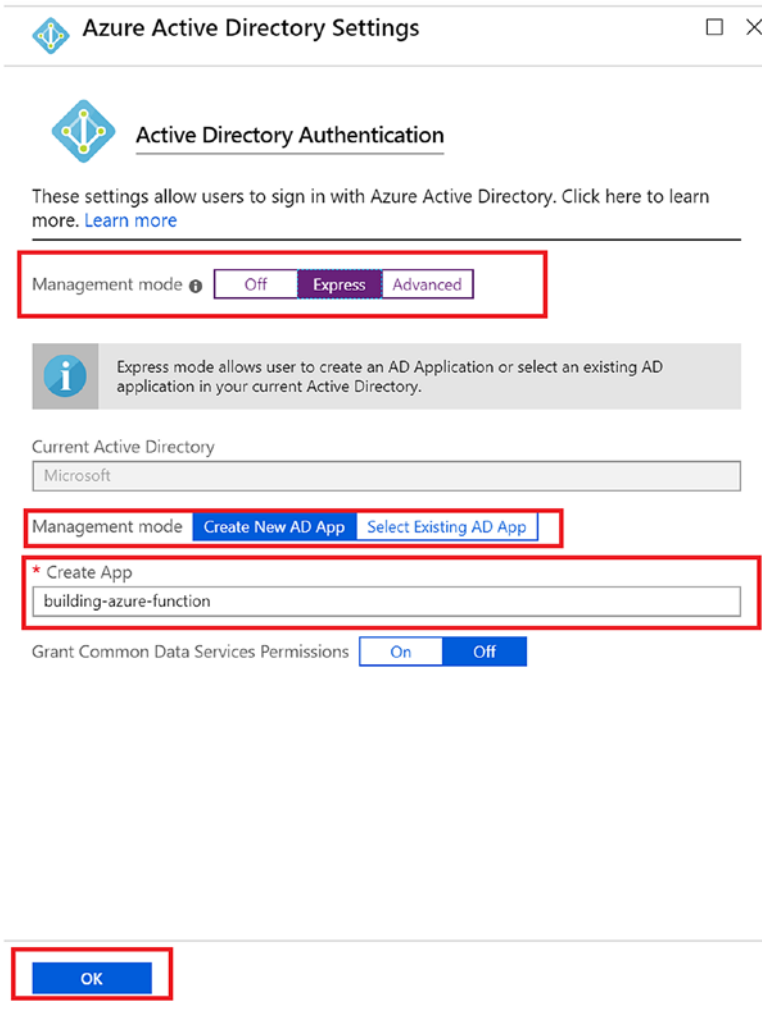 Azure Active Directory Settings
Active Directory Authentication
These settings allow users to sign in with Azure Active Directory. Click here to learn
more. Learn more
Management mode Off Express Advanced
Express mode allows user to create an AD Application or select an existing AD
application in your current Active Directory.
Current Active Directory
Microsoft
Management mode Create New AD App Select Existing AD App
* Create App
building-azure-function
Grant Common Data Services Permissions On Off
OK